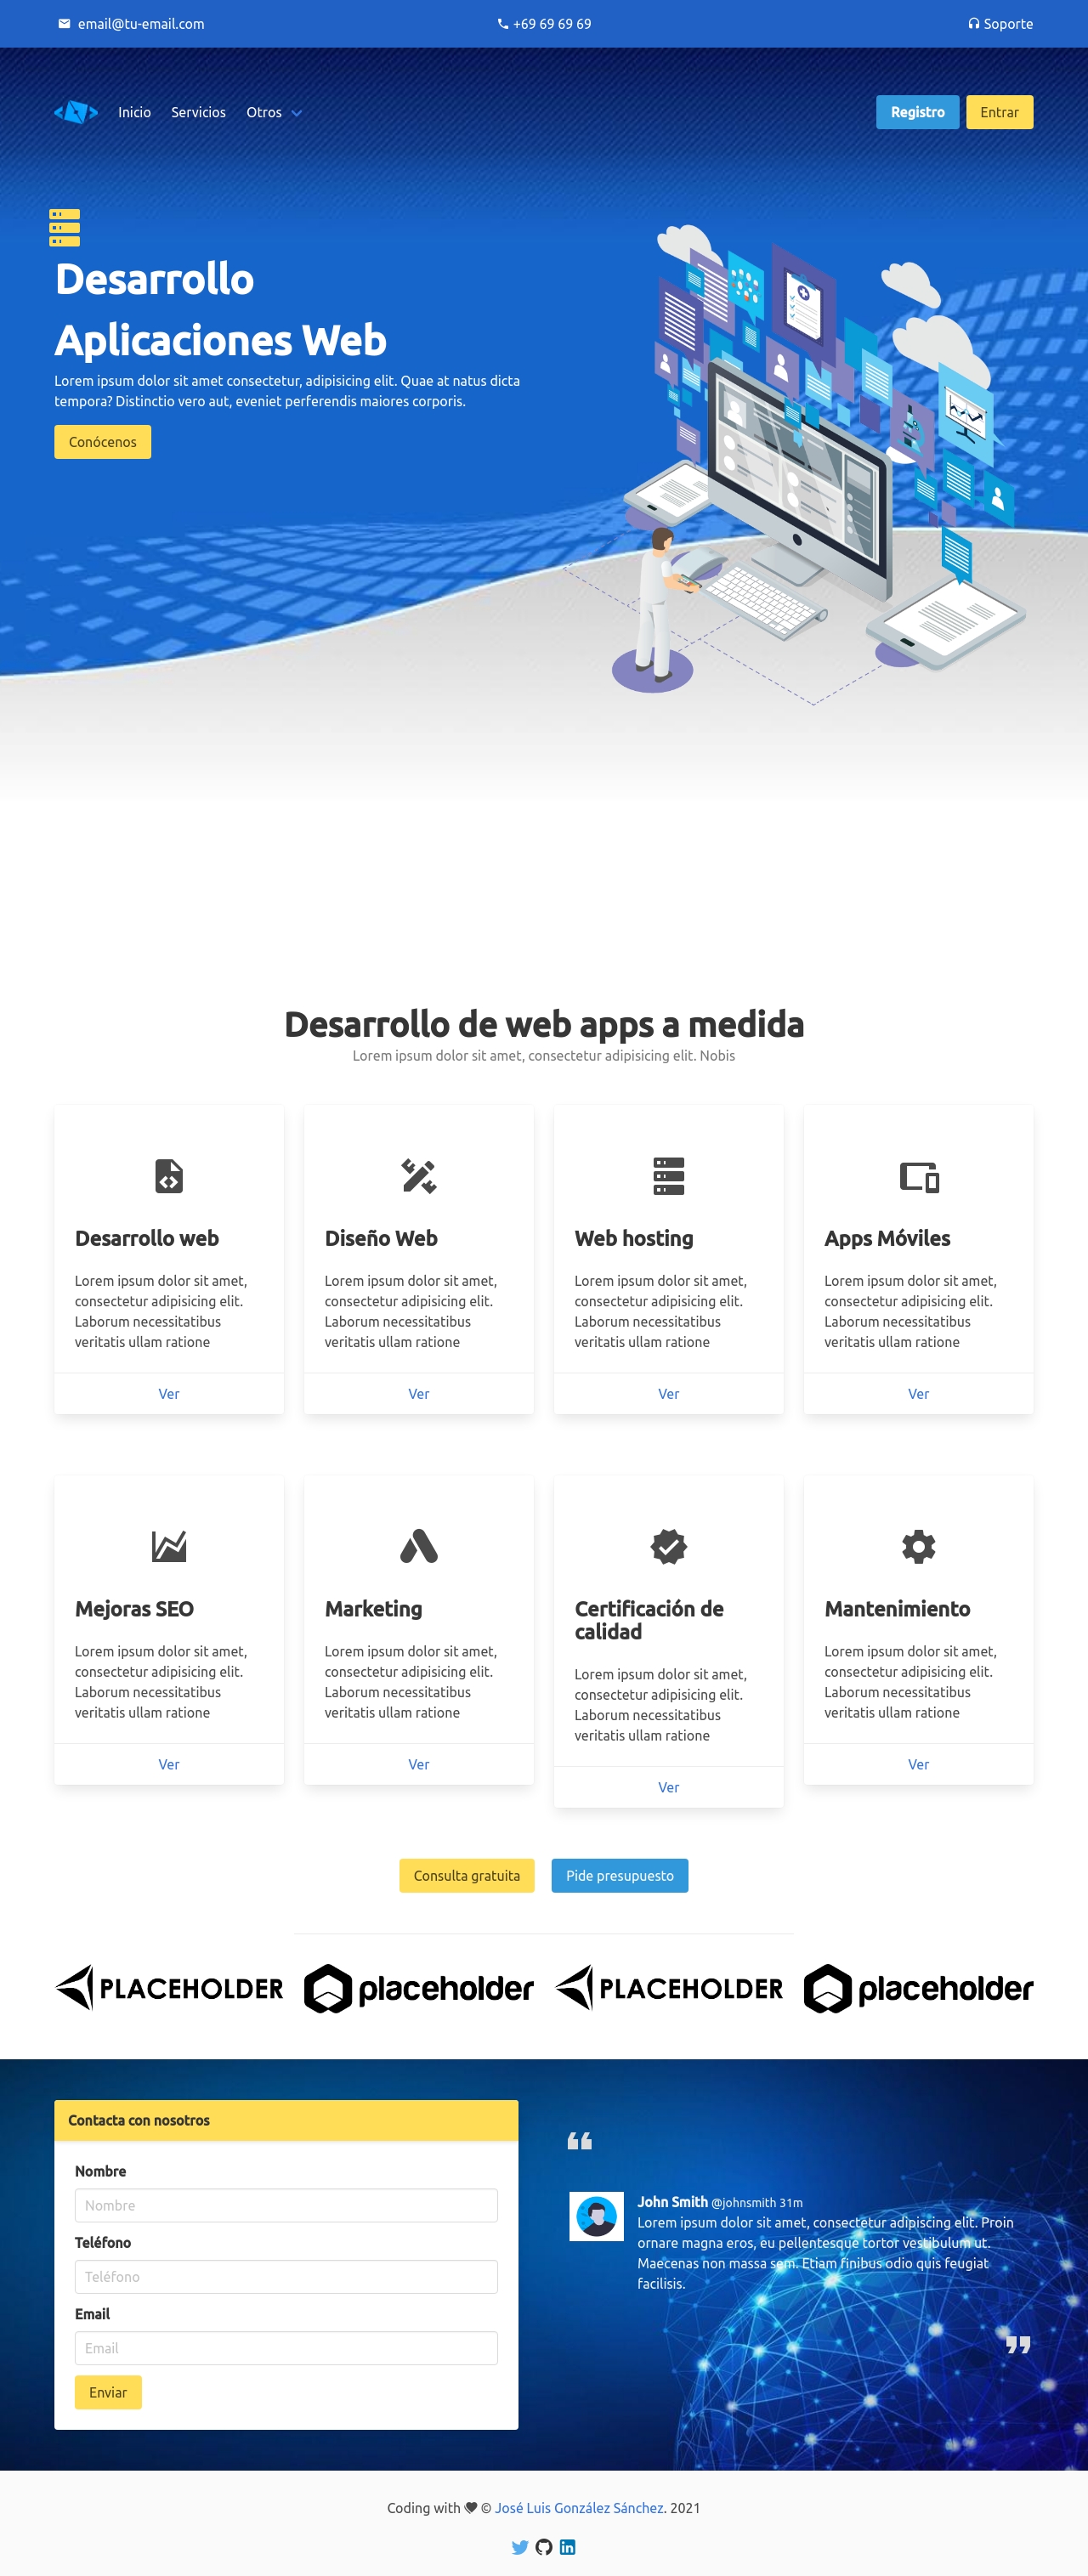 email@tu-email.com
+69 69 69 69
Soporte
Inicio
Servicios
Otros
Registro
Entrar
Desarrollo
Aplicaciones Web
Lorem ipsum dolor sit amet consectetur, adipisicing elit. Quae at natus dicta
tempora? Distinctio vero aut, eveniet perferendis maiores corporis.
Conócenos
Desarrollo de web apps a medida
Lorem ipsum dolor sit amet, consectetur adipisicing elit. Nobis
Desarrollo web
Lorem ipsum dolor sit amet,
consectetur adipisicing elit.
Laborum necessitatibus
veritatis ullam ratione
Ver
Diseño Web
Lorem ipsum dolor sit amet,
consectetur adipisicing elit.
Laborum necessitatibus
veritatis ullam ratione
Ver
Web hosting
Lorem ipsum dolor sit amet,
consectetur adipisicing elit.
Laborum necessitatibus
veritatis ullam ratione
Ver
Apps Móviles
Lorem ipsum dolor sit amet,
consectetur adipisicing elit.
Laborum necessitatibus
veritatis ullam ratione
Ver
Mejoras SEO
Lorem ipsum dolor sit amet,
consectetur adipisicing elit.
Laborum necessitatibus
veritatis ullam ratione
Ver
Marketing
Lorem ipsum dolor sit amet,
consectetur adipisicing elit.
Laborum necessitatibus
veritatis ullam ratione
Ver
Certificación de
calidad
Lorem ipsum dolor sit amet,
consectetur adipisicing elit.
Laborum necessitatibus
veritatis ullam ratione
Ver
Mantenimiento
Lorem ipsum dolor sit amet,
consectetur adipisicing elit.
Laborum necessitatibus
veritatis ullam ratione
Ver
Consulta gratuita
Pide presupuesto
PLACEHOLDER
placeholder
PLACEHOLDER
placeholder
Contacta con nosotros
Nombre
Nombre
Teléfono
Teléfono
Email
Email
Enviar
John Smith @johnsmith 31m
Lorem ipsum dolor sit amet, consectetur adipiscing elit. Proin
ornare magna eros, eu pellentesque tortor vestibulum ut.
Maecenas non massa sem. Etiam finibus odio quis feugiat
facilisis.
Coding with © José Luis González Sánchez. 2021